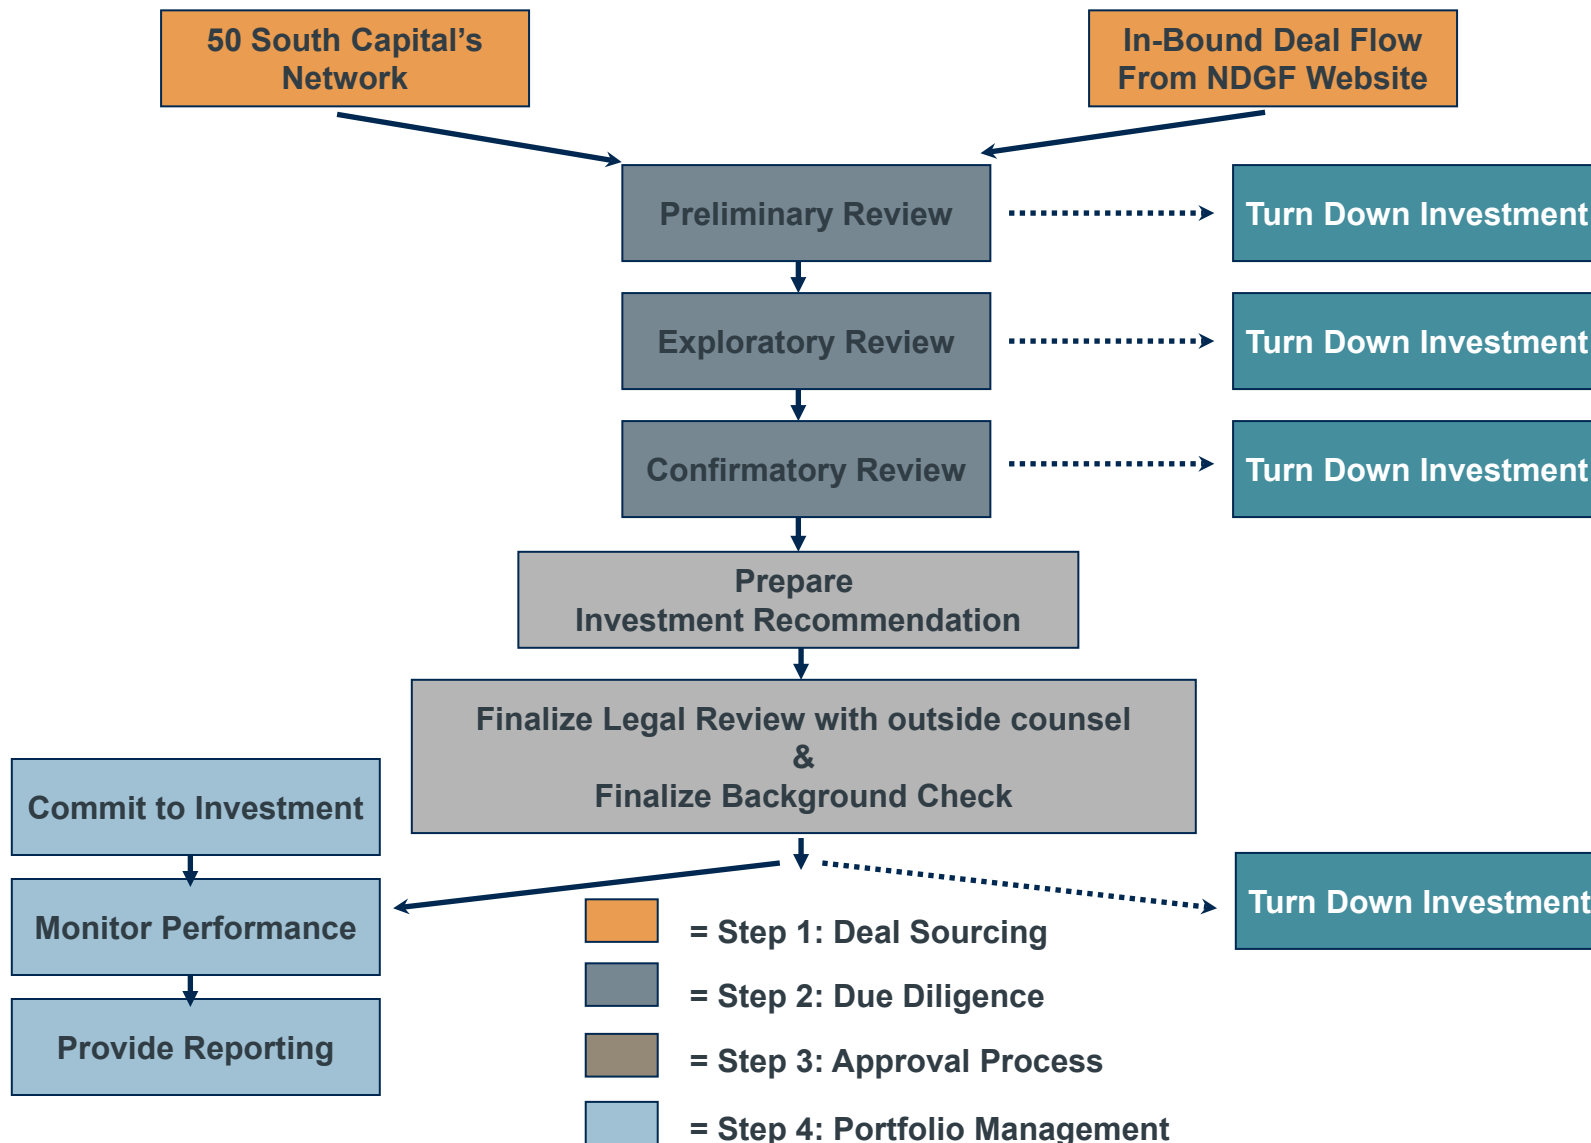 50 South Capital’s
Network
In-Bound Deal Flow
From NDGF Website
Preliminary Review
Turn Down Investment
Exploratory Review
Turn Down Investment
Confirmatory Review
Turn Down Investment
Prepare
Investment Recommendation
Finalize Legal Review with outside counsel
&
Finalize Background Check
Commit to Investment
Monitor Performance
Provide Reporting
Turn Down Investment
= Step 1: Deal Sourcing
= Step 2: Due Diligence
= Step 3: Approval Process
= Step 4: Portfolio Management